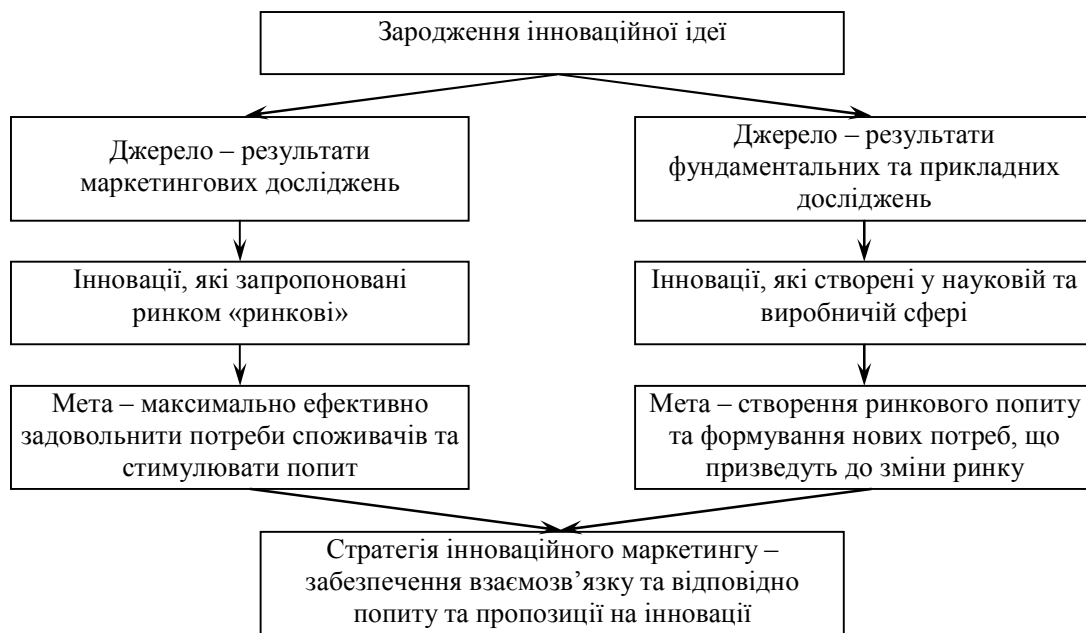 Зародження інноваційної ідеї
Джерело – результати
маркетингових досліджень
Джерело – результати
фундаментальних та прикладних
досліджень
Інновації, які запропоновані
ринком «ринкові»
Інновації, які створені у науковій та
виробничій сфері
Мета – максимально ефективно
задовольнити потреби споживачів та
стимулювати попит
Мета – створення ринкового попиту
та формування нових потреб, що
призведуть до зміни ринку
Стратегія інноваційного маркетингу –
забезпечення взаємозв’язку та відповідно
попиту та пропозиції на інновації